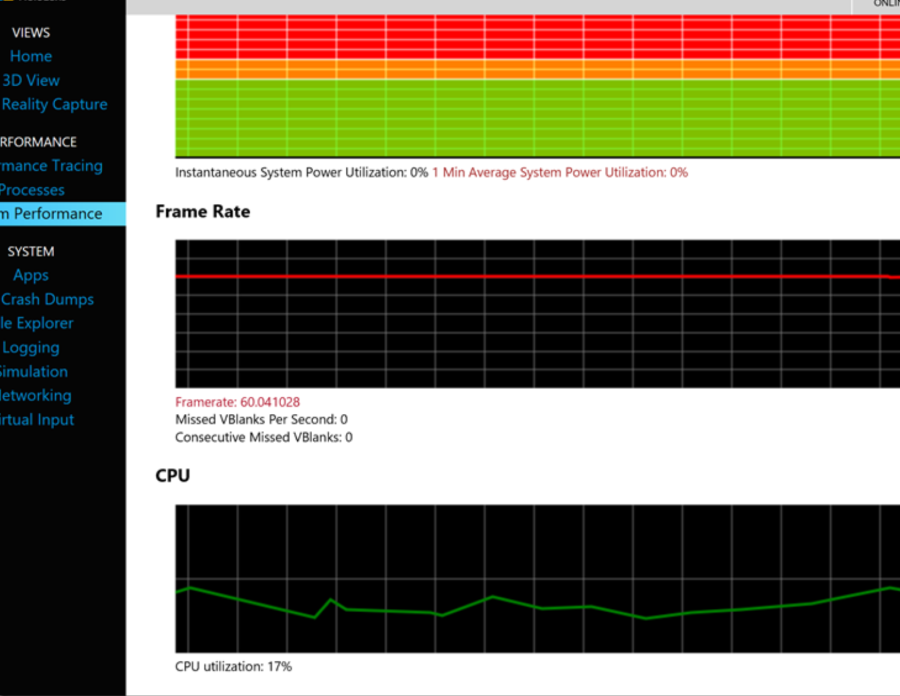 ONLIN
VIEWS
Home
3D View
Reality Capture
RFORMANCE
rmance Tracing
Processes
m Performance
SYSTEM
Apps
Crash Dumps
le Explorer
Logging
Simulation
Networking
irtual Input
Instantaneous System Power Utilization: 0% 1 Min Average System Power Utilization: 0%
Frame Rate
Framerate: 60.041028
Missed VBlanks Per Second: 0
Consecutive Missed VBlanks: 0
CPU
CPU utilization: 17%